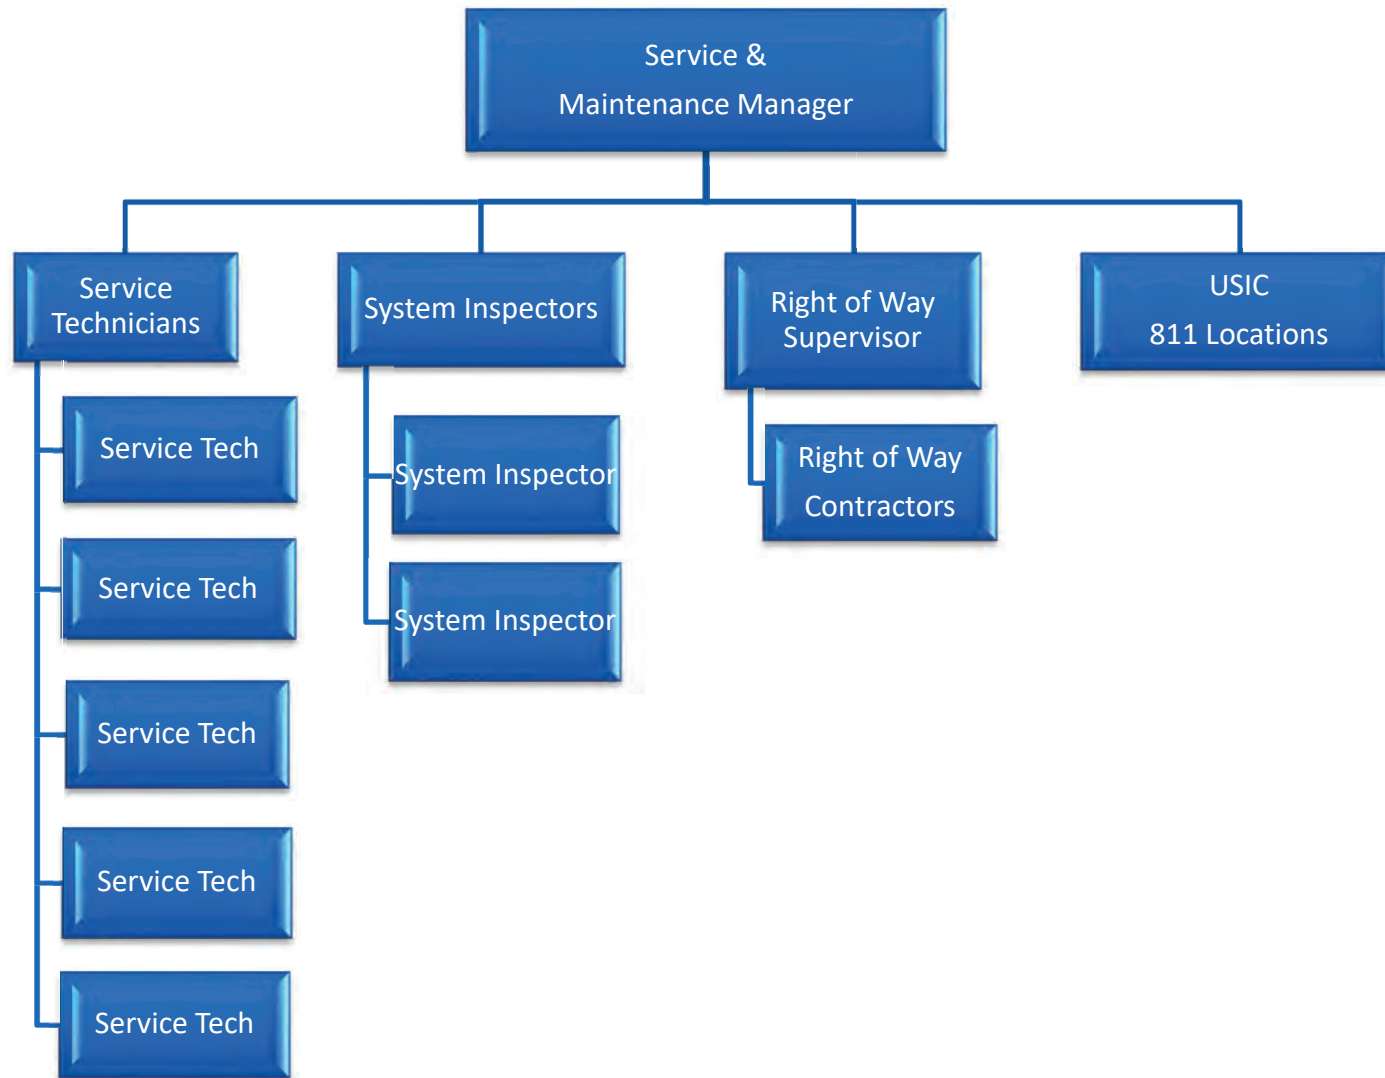 Service &
Maintenance Manager
Service
Technicians
System Inspectors
Right of Way
Supervisor
USIC
811 Locations
Service Tech
Service Tech
Service Tech
Service Tech
Service Tech
System Inspector
System Inspector
Right of Way
Contractors